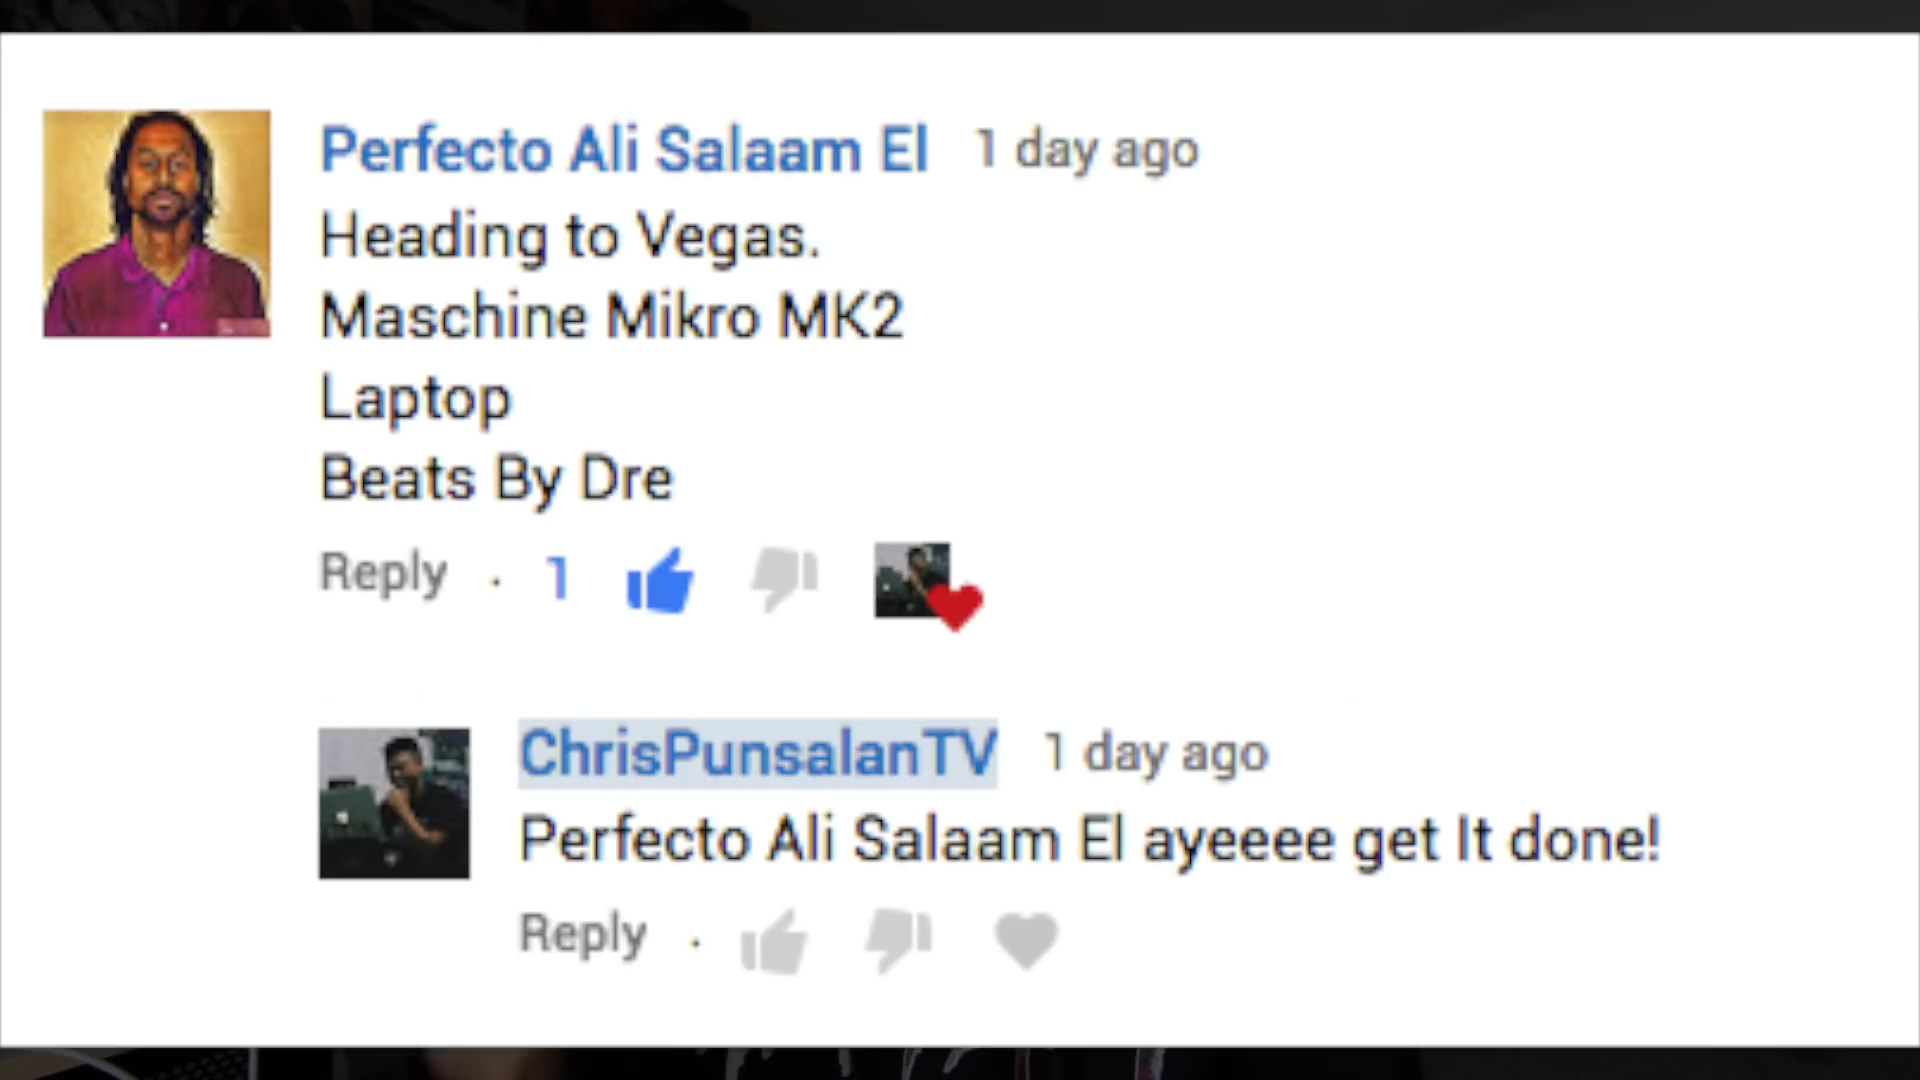 Perfecto Ali Salaam El 1 day ago
Heading to Vegas.
Maschine Mikro MK2
Laptop
Beats By Dre
Reply · 1
ChrisPunsalanTV 1 day ago
Perfecto Ali Salaam El ayeeee get It done!
Reply ·